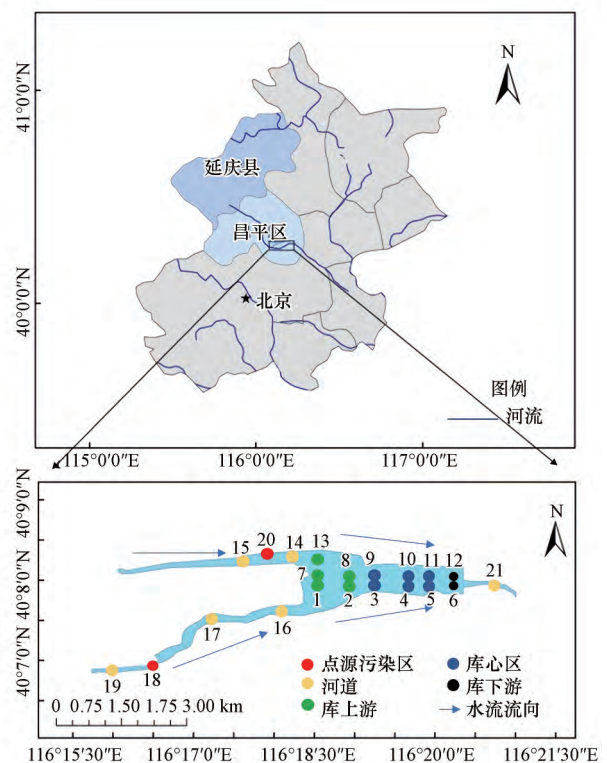 N
41°0′0″N
延庆县
昌平区
40°0′0″N
北京
图例
河流
115°0′0″E 116°0′0″E 117°0′0″E
40°9′0″N
N
15 20 14 13
8 9 10 11 12
7
21
40°8′0″N
1 2 3 4 5 6
17 16
40°7′0″N
19 18
点源污染区 库心区
河道 库下游
库上游 水流流向
0 0.75 1.50 2.25 3.00 km
116°15′30″E 116°17′0″E 116°18′30″E 116°20′0″E 116°21′30″E